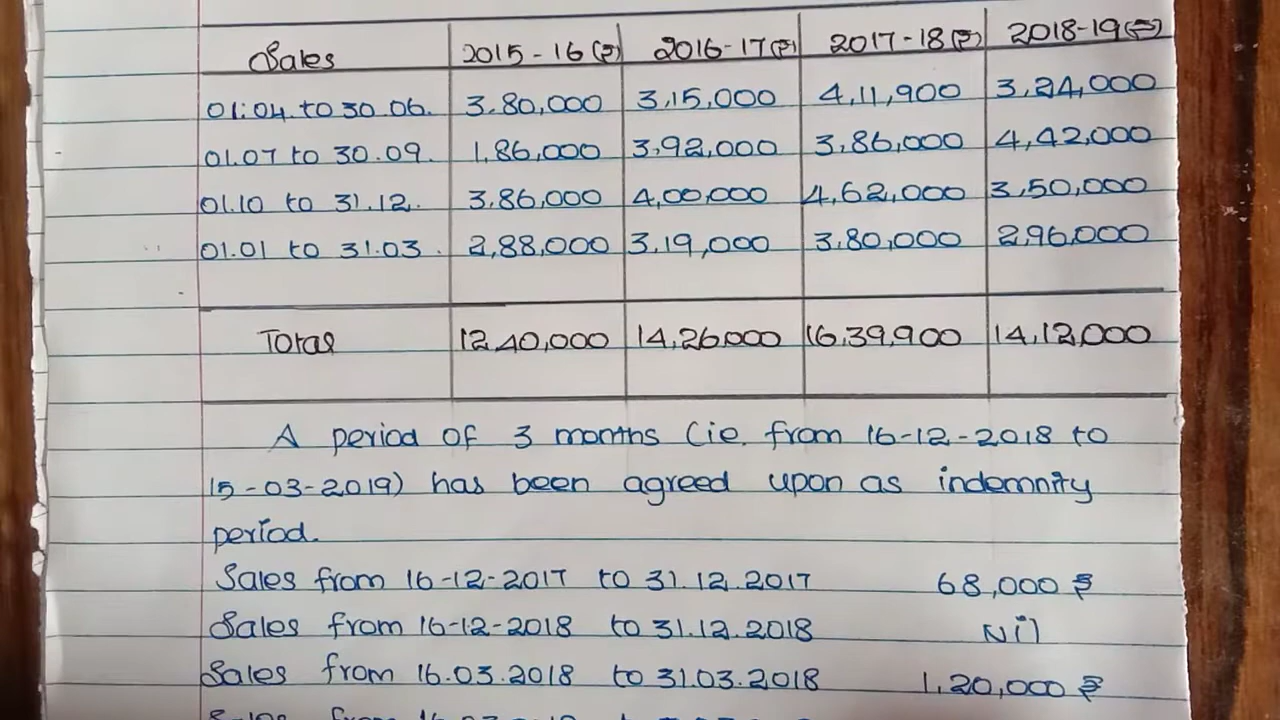 Sales 2015-16(₹) 2016-17(₹) 2017-18(₹) 2018-19(₹)
01.04 to 30.06. 3,80,000 3,15,000 4,11,900 3,24,000
01.07 to 30.09. 1,86,000 3,92,000 3,86,000 4,42,000
01.10 to 31.12. 3,86,000 4,00,000 4,62,000 3,50,000
01.01 to 31.03. 2,88,000 3,19,000 3,80,000 2,96,000
Total 12,40,000 14,26,000 16,39,900 14,12,000
A period of 3 months (ie. from 16-12-2018 to
15-03-2019) has been agreed upon as indemnity
period.
Sales from 16-12-2017 to 31.12.2017 68,000 ₹
Sales from 16-12-2018 to 31.12.2018 Nil
Sales from 16.03.2018 to 31.03.2018 1,20,000 ₹